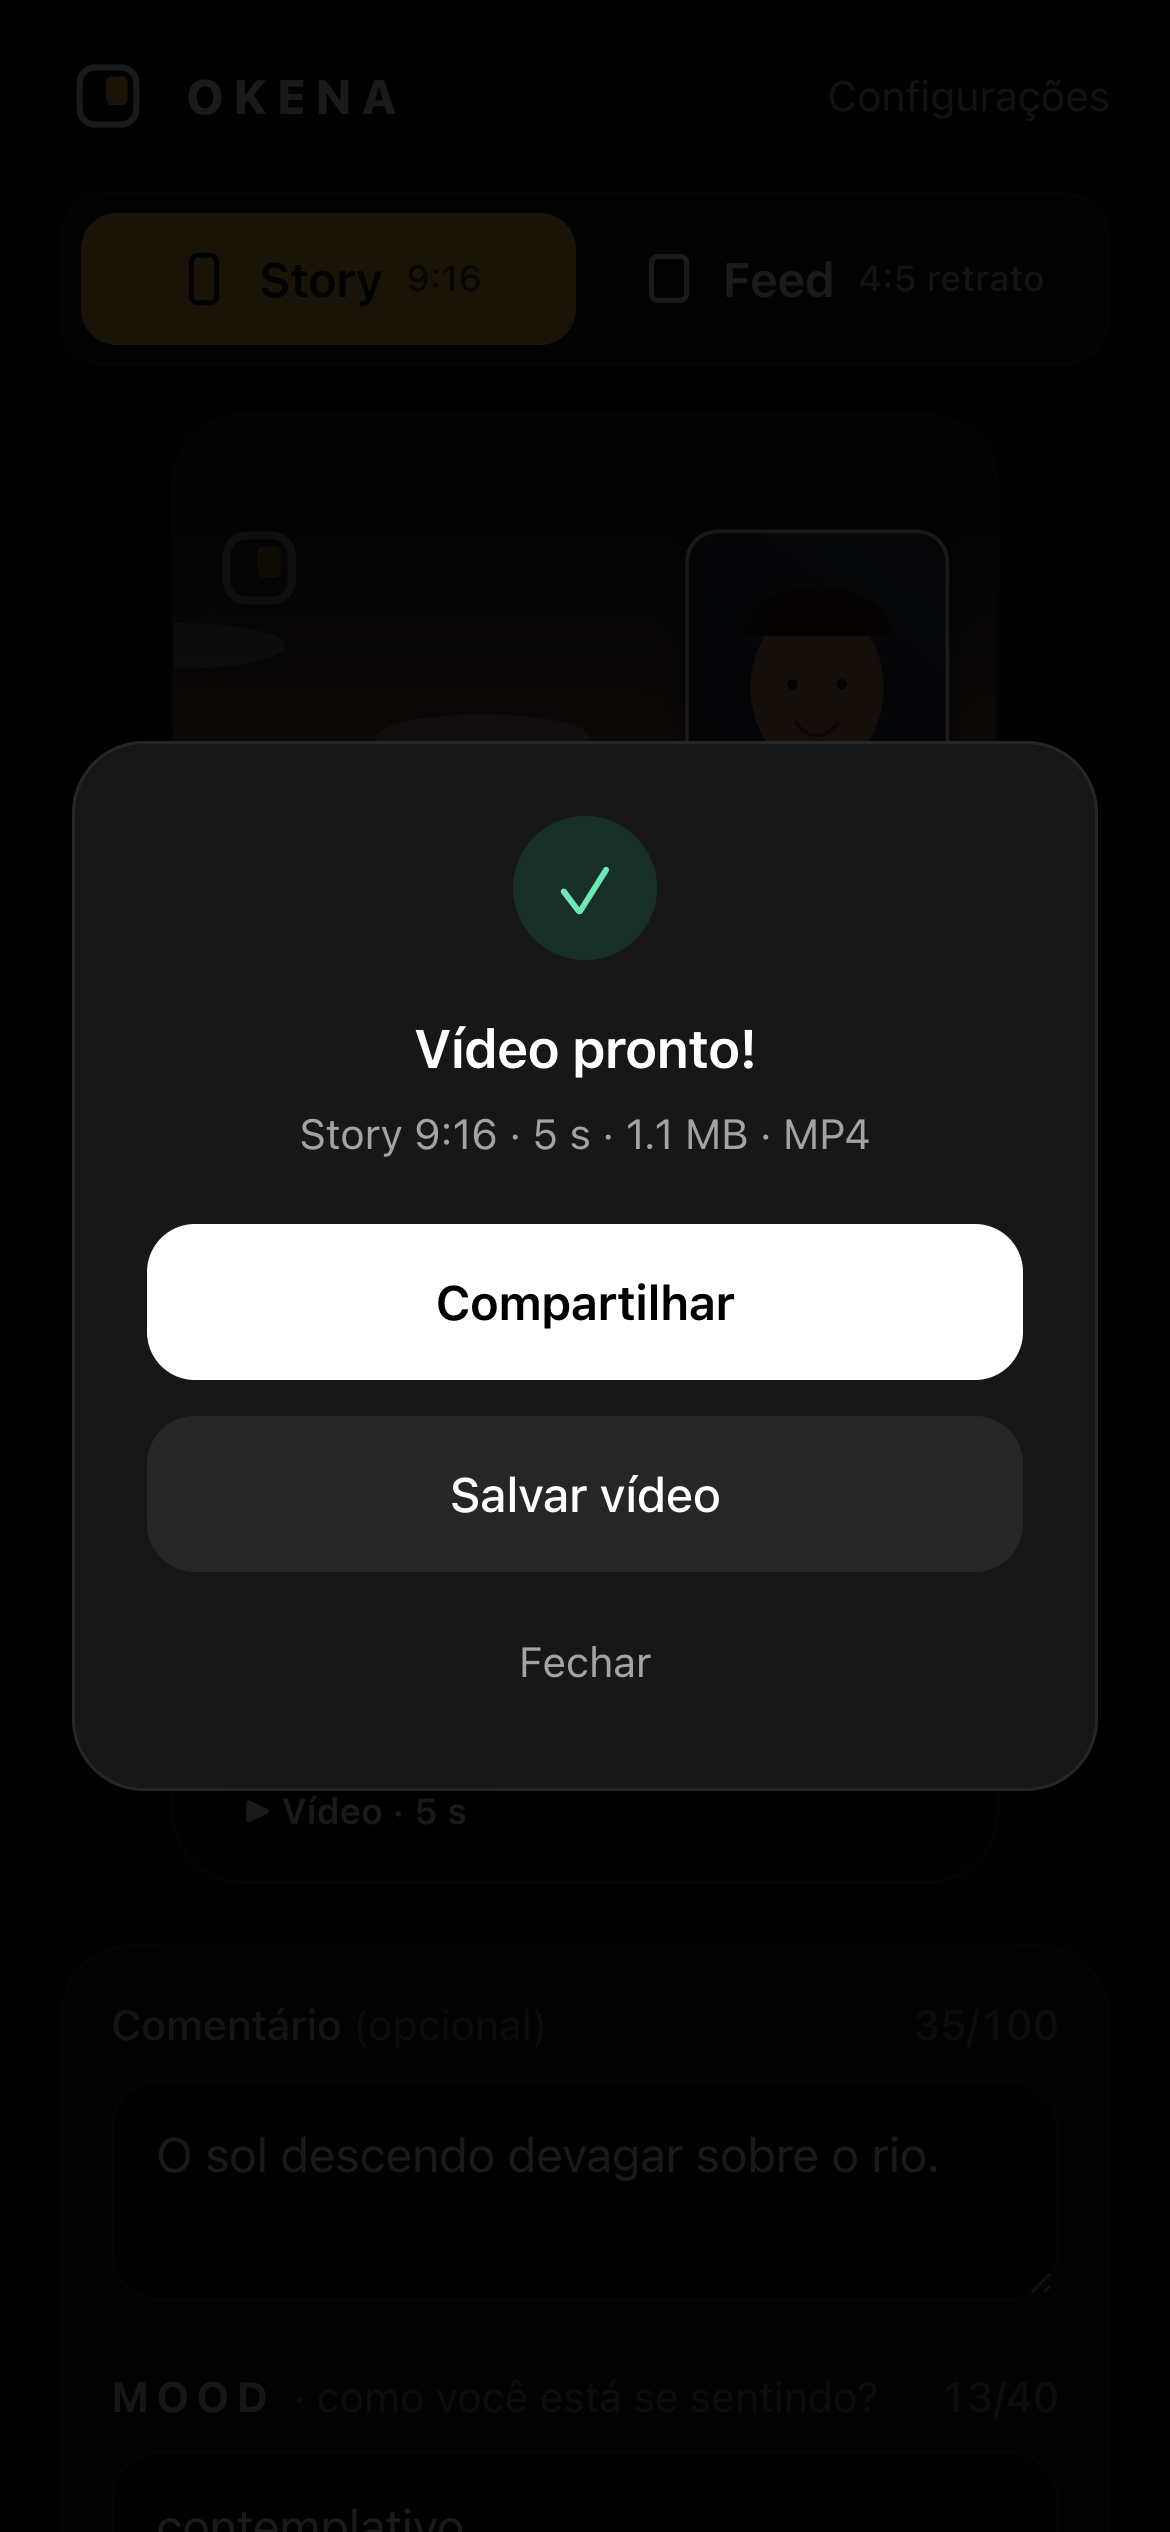 OKENA
Configurações
Story 9:16
Feed 4:5 retrato
Vídeo pronto!
Story 9:16 · 5 s · 1.1 MB · MP4
Compartilhar
Salvar vídeo
Fechar
Vídeo · 5 s
Comentário (opcional) 35/100
O sol descendo devagar sobre o rio.
MOOD · como você está se sentindo? 13/40
contemplativo